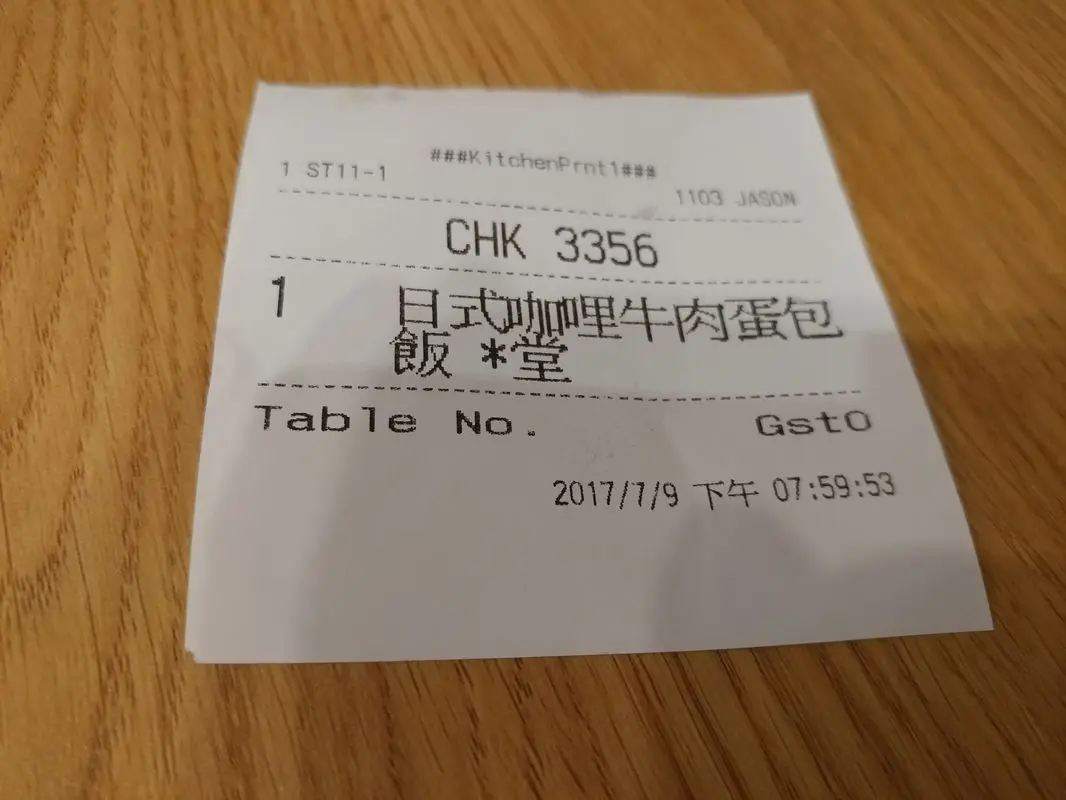 ###KitchenPrnt1###
1 ST11-1 1103 JASON
CHK 3356
1 日式咖哩牛肉蛋包
飯 *堂
Table No. Gst0
2017/7/9 下午 07:59:53